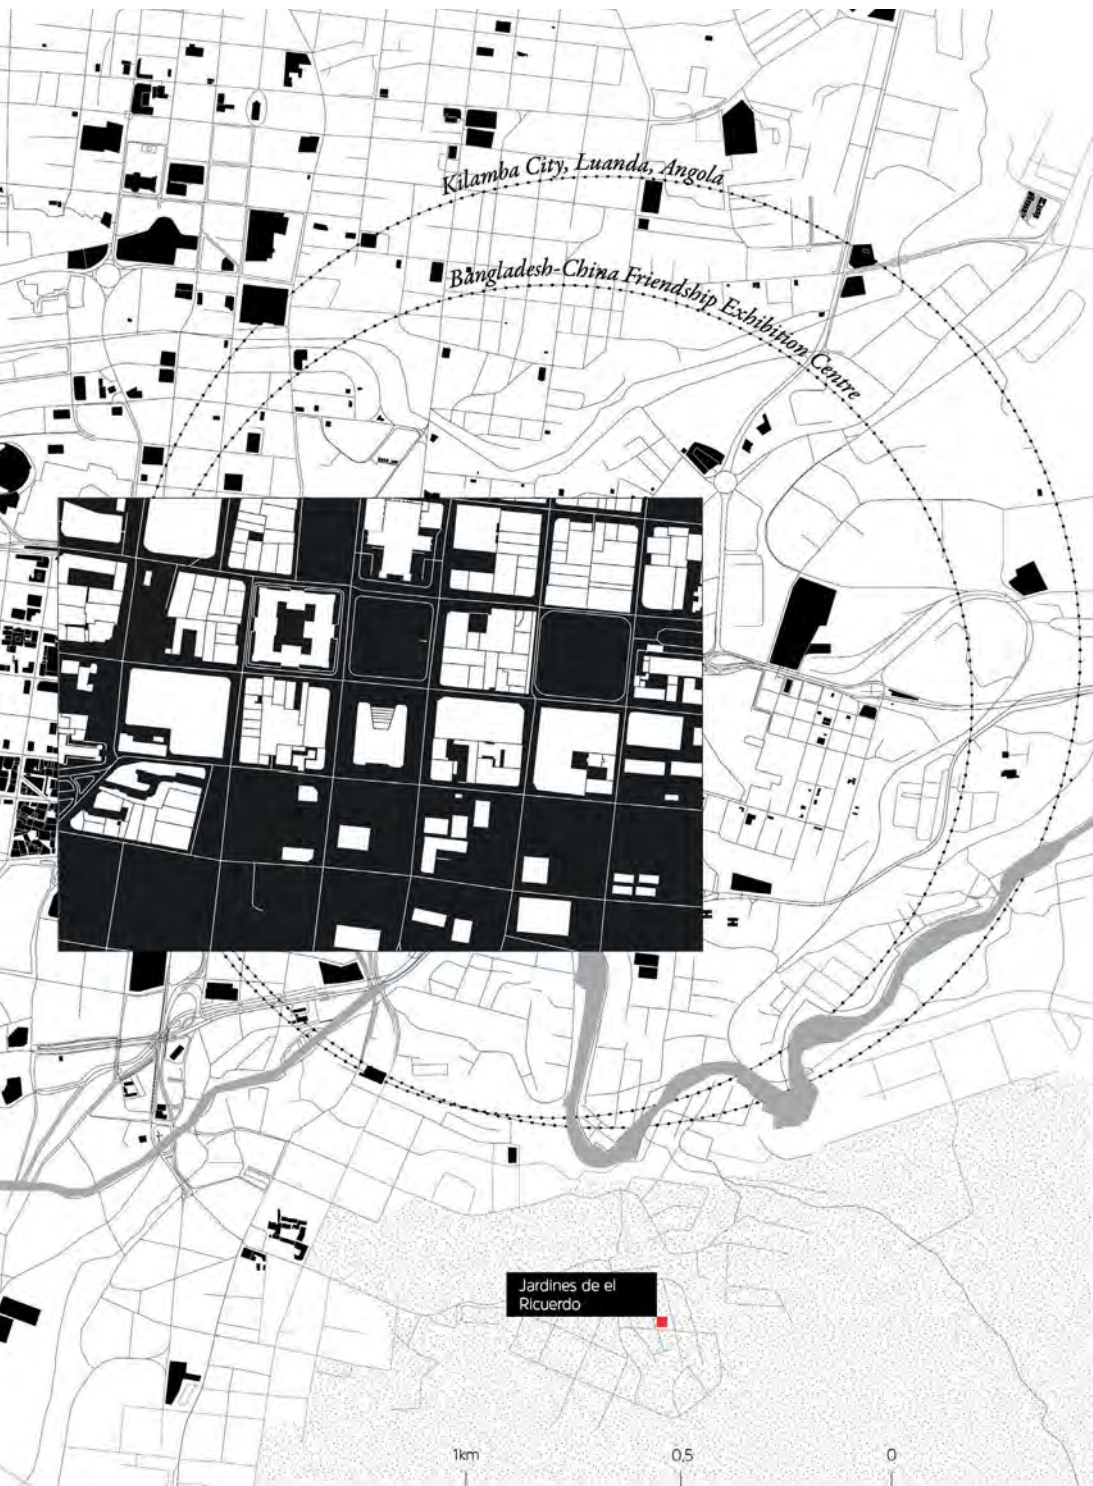 Kilamba City, Luanda, Angola
Bangladesh-China Friendship Exhibition Centre
Jardines de el
Ricuerdo
1km 0,5 0